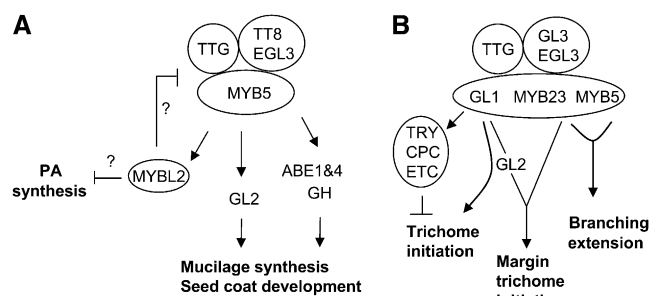 A
TTG
TT8
EGL3
MYB5
?
?
PA
synthesis
MYBL2
GL2
ABE1&4
GH
Mucilage synthesis
Seed coat development
B
TTG
GL3
EGL3
GL1 MYB23 MYB5
TRY
CPC
ETC
GL2
Trichome
initiation
Branching
extension
Margin
trichome